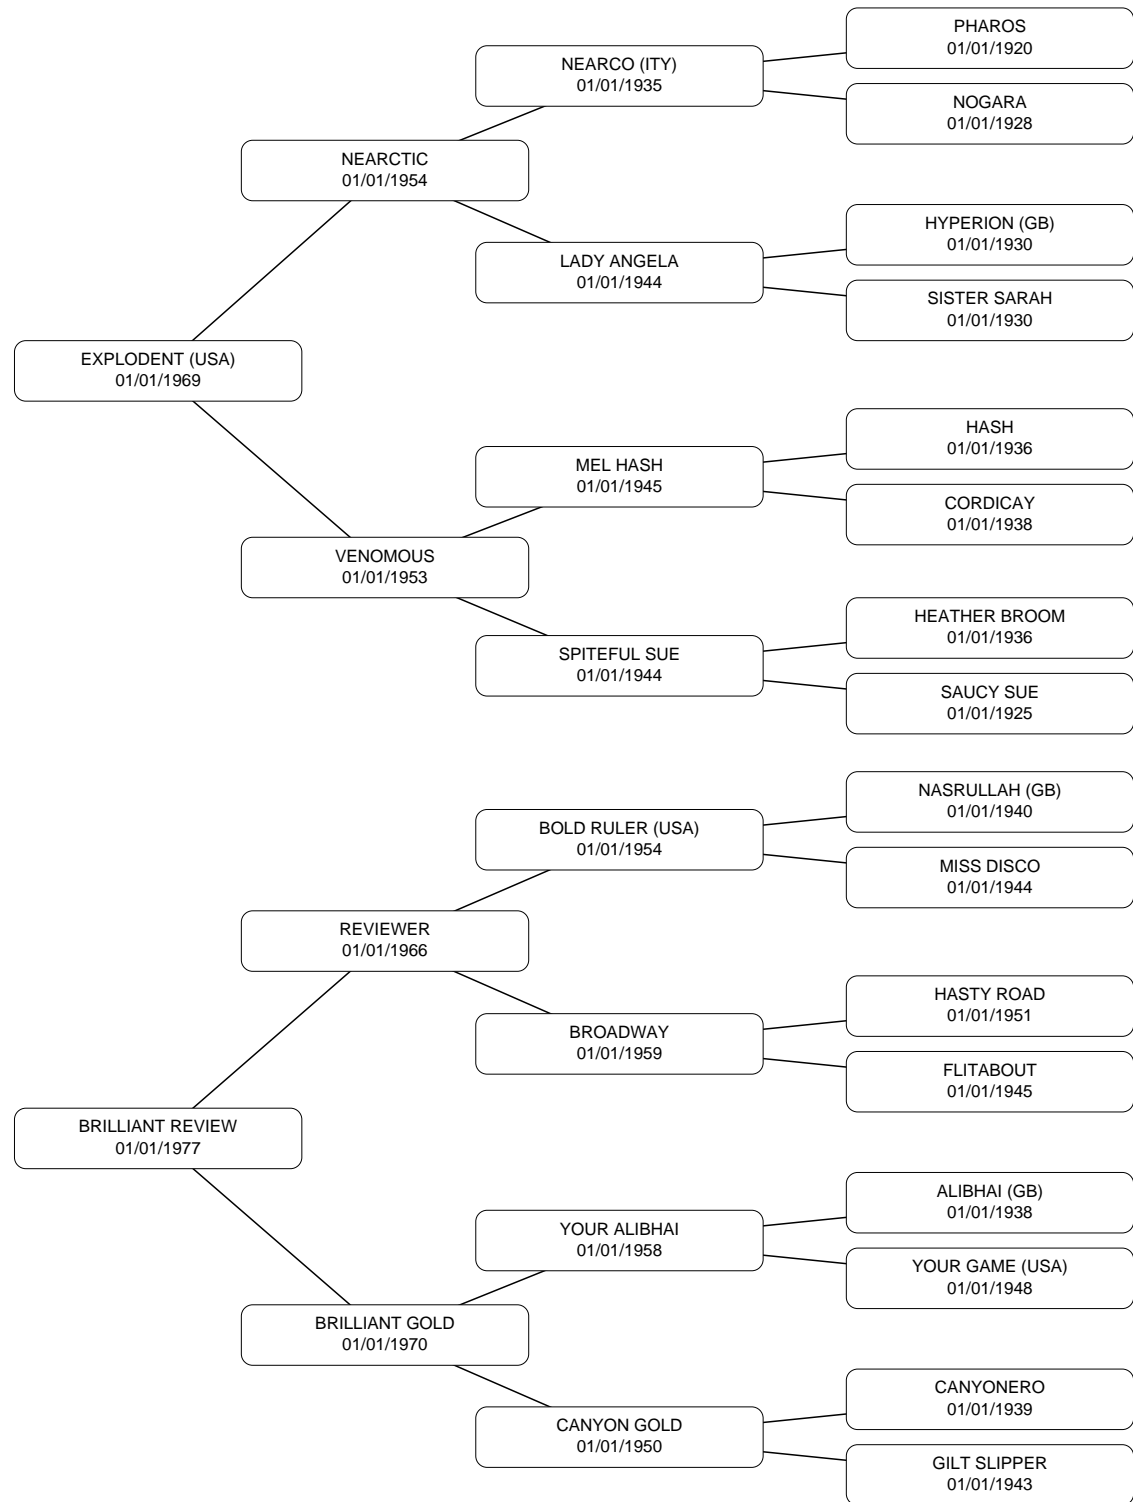 PHAROS
01/01/1920
NEARCO (ITY)
01/01/1935
NOGARA
01/01/1928
NEARCTIC
01/01/1954
HYPERION (GB)
01/01/1930
LADY ANGELA
01/01/1944
SISTER SARAH
01/01/1930
EXPLODENT (USA)
01/01/1969
HASH
01/01/1936
MEL HASH
01/01/1945
CORDICAY
01/01/1938
VENOMOUS
01/01/1953
HEATHER BROOM
01/01/1936
SPITEFUL SUE
01/01/1944
SAUCY SUE
01/01/1925
NASRULLAH (GB)
01/01/1940
BOLD RULER (USA)
01/01/1954
MISS DISCO
01/01/1944
REVIEWER
01/01/1966
HASTY ROAD
01/01/1951
BROADWAY
01/01/1959
FLITABOUT
01/01/1945
BRILLIANT REVIEW
01/01/1977
ALIBHAI (GB)
01/01/1938
YOUR ALIBHAI
01/01/1958
YOUR GAME (USA)
01/01/1948
BRILLIANT GOLD
01/01/1970
CANYONERO
01/01/1939
CANYON GOLD
01/01/1950
GILT SLIPPER
01/01/1943